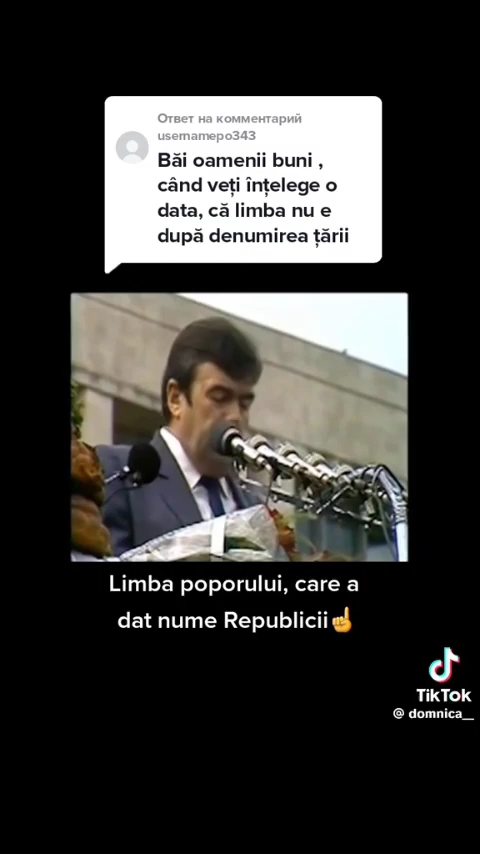 Ответ на комментарий
usernamepo343
Băi oamenii buni ,
când veți înțelege o
data, că limba nu e
după denumirea țării
Limba poporului, care a
dat nume Republicii☝️
TikTok
@ domnica__